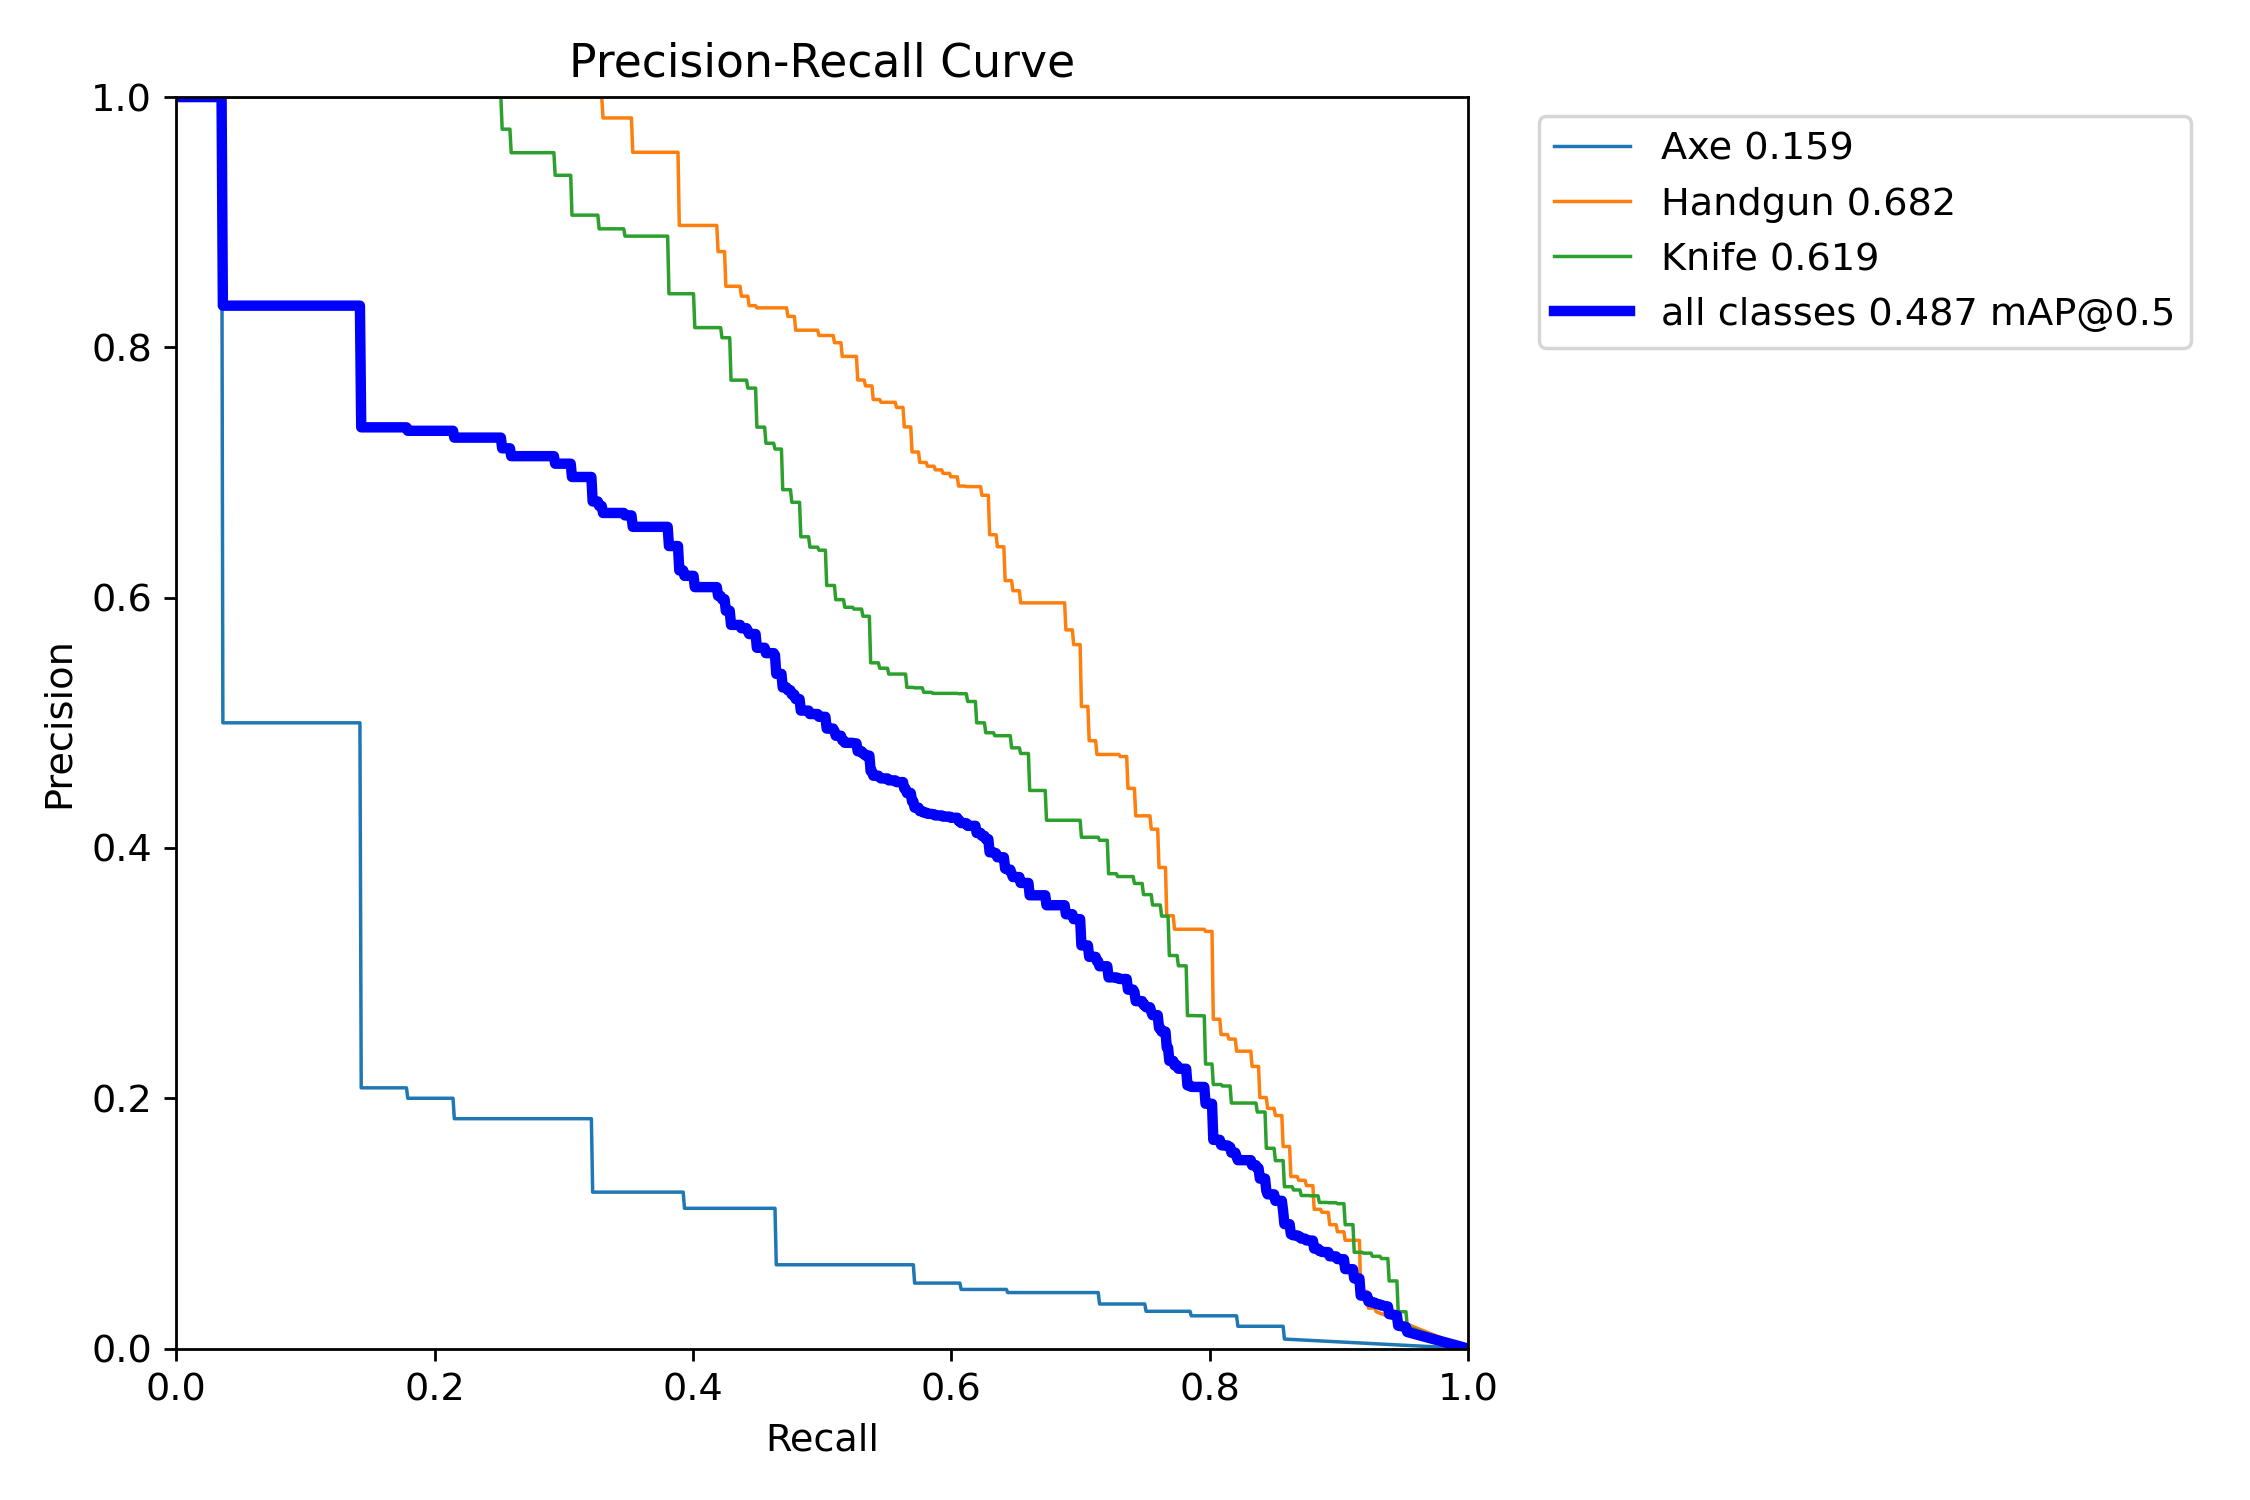 Precision-Recall Curve
1.0
0.8
0.6
0.4
0.2
0.0
Precision
0.0 0.2 0.4 0.6 0.8 1.0
Recall
Axe 0.159
Handgun 0.682
Knife 0.619
all classes 0.487 mAP@0.5